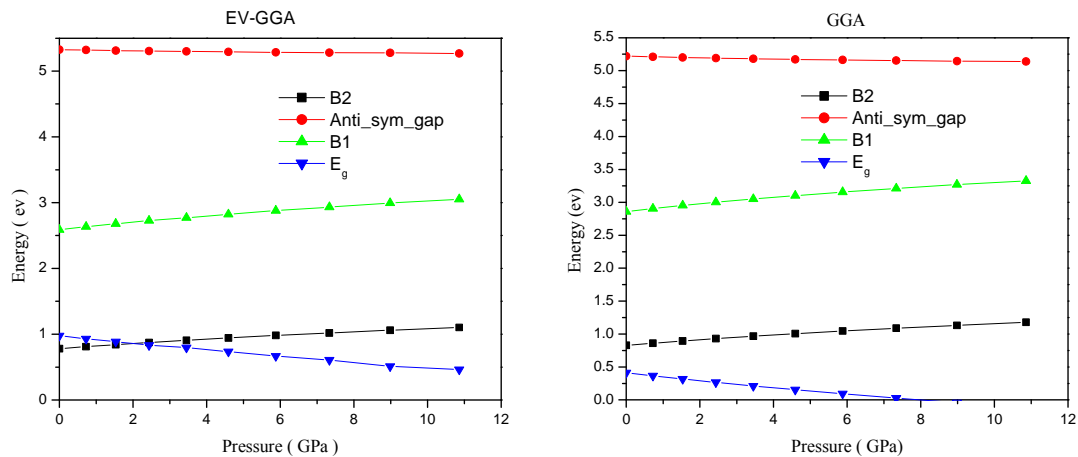 EV-GGA
5
4
3
2
1
0
0
2
4
6
8
10
12
Energy ( ev)
Pressure ( GPa )
B2
Anti_sym_gap
B1
E_g
GGA
5.5
5.0
4.5
4.0
3.5
3.0
2.5
2.0
1.5
1.0
0.5
0.0
0
2
4
6
8
10
12
Energy (ev)
Pressure ( GPa)
B2
Anti_sym_gap
B1
E_g